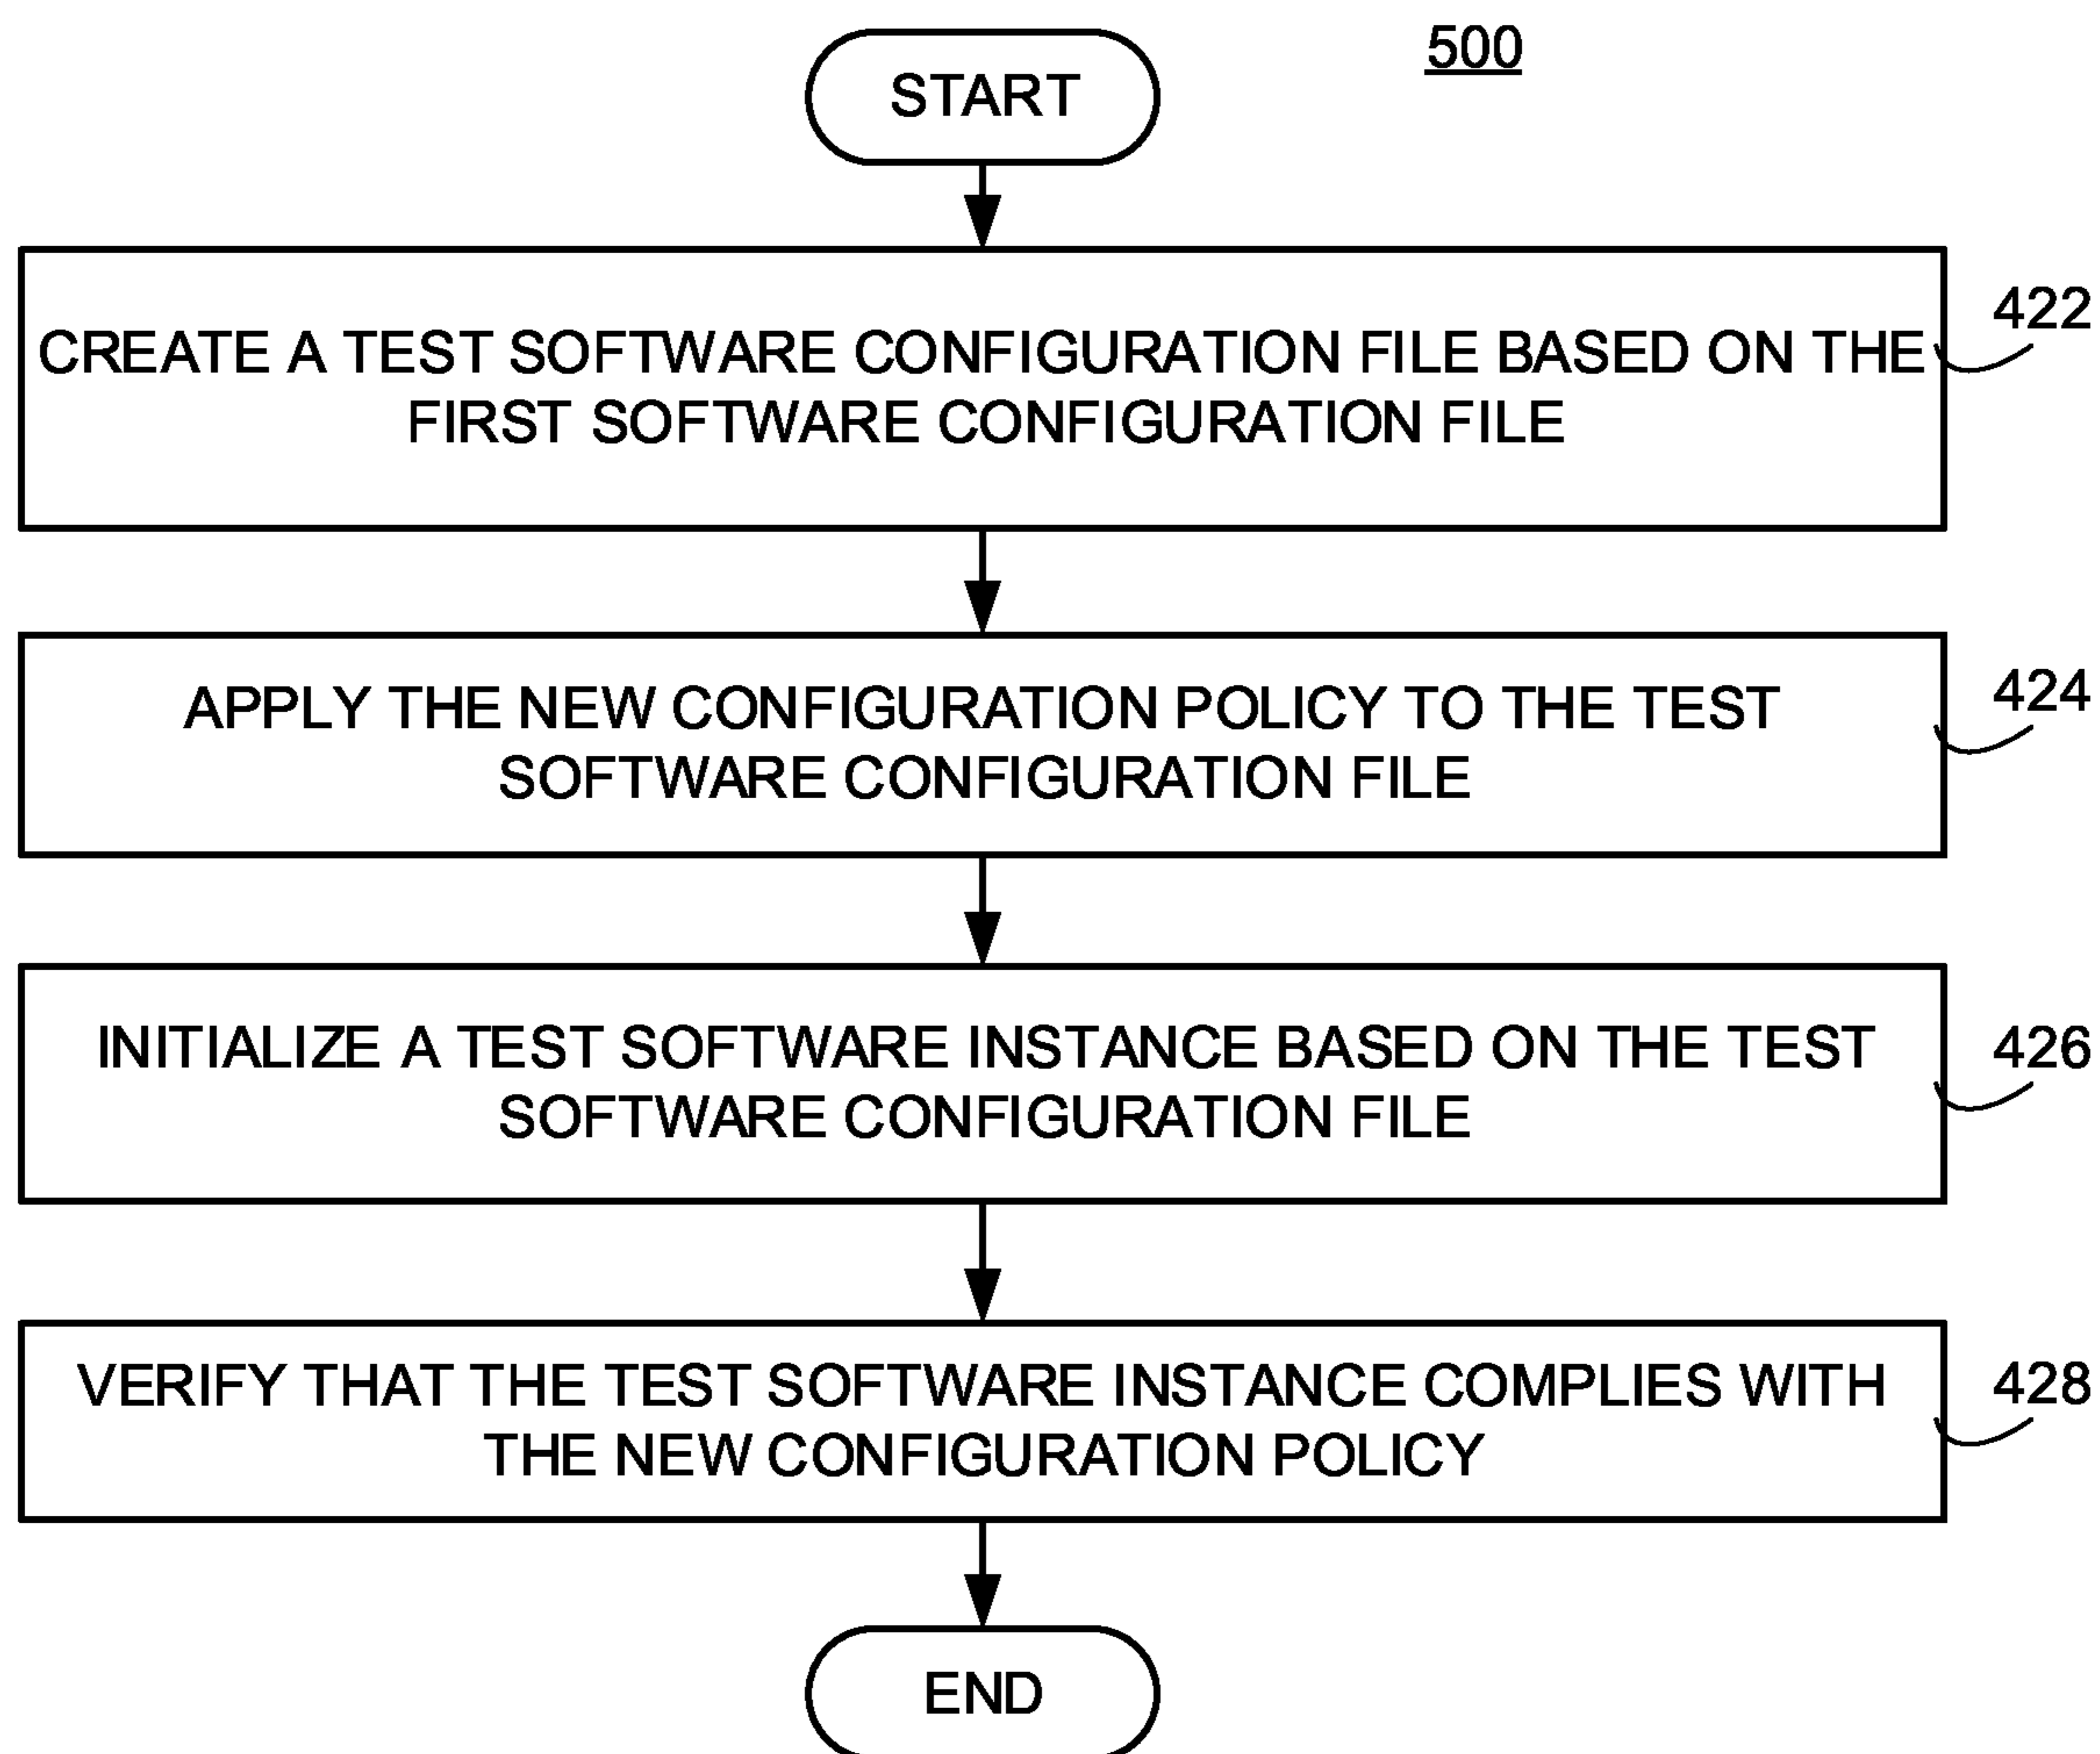 500
START
422
CREATE A TEST SOFTWARE CONFIGURATION FILE BASED ON THE
FIRST SOFTWARE CONFIGURATION FILE
424
APPLY THE NEW CONFIGURATION POLICY TO THE TEST
SOFTWARE CONFIGURATION FILE
426
INITIALIZE A TEST SOFTWARE INSTANCE BASED ON THE TEST
SOFTWARE CONFIGURATION FILE
428
VERIFY THAT THE TEST SOFTWARE INSTANCE COMPLIES WITH
THE NEW CONFIGURATION POLICY
END